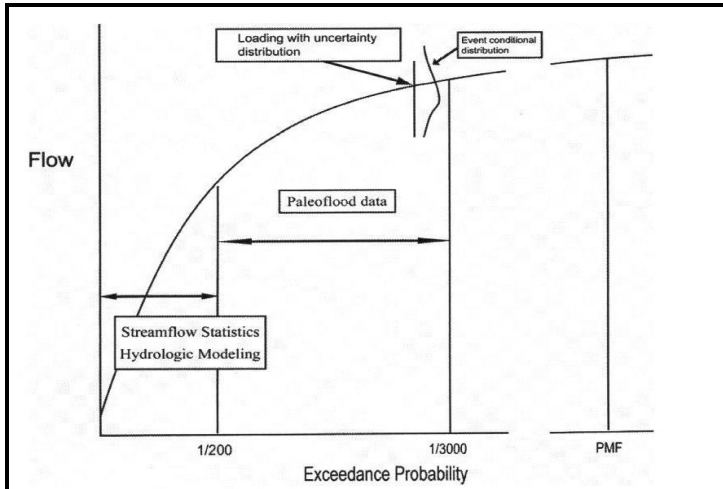 Loading with uncertainty
distribution
Event conditional
distribution
Flow
Paleoflood data
Streamflow Statistics
Hydrologic Modeling
1/200
1/3000
PMF
Exceedance Probability